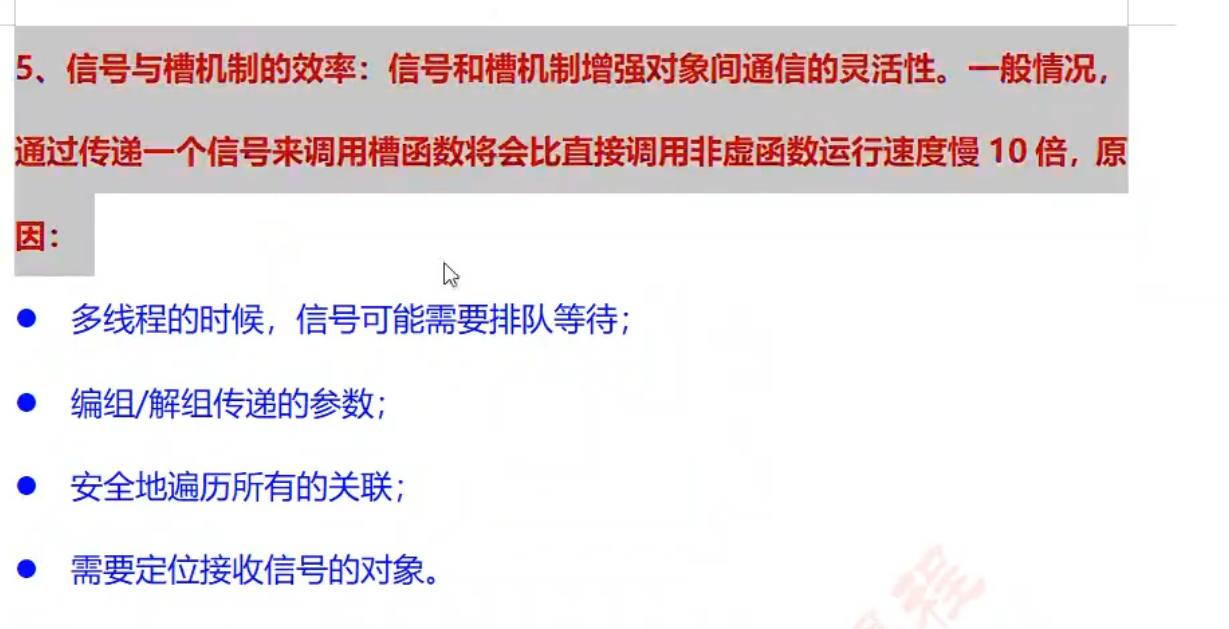 5、信号与槽机制的效率：信号和槽机制增强对象间通信的灵活性。一般情况，
通过传递一个信号来调用槽函数将会比直接调用非虚函数运行速度慢 10 倍，原
因：
● 多线程的时候，信号可能需要排队等待；
● 编组/解组传递的参数；
● 安全地遍历所有的关联；
● 需要定位接收信号的对象。
程